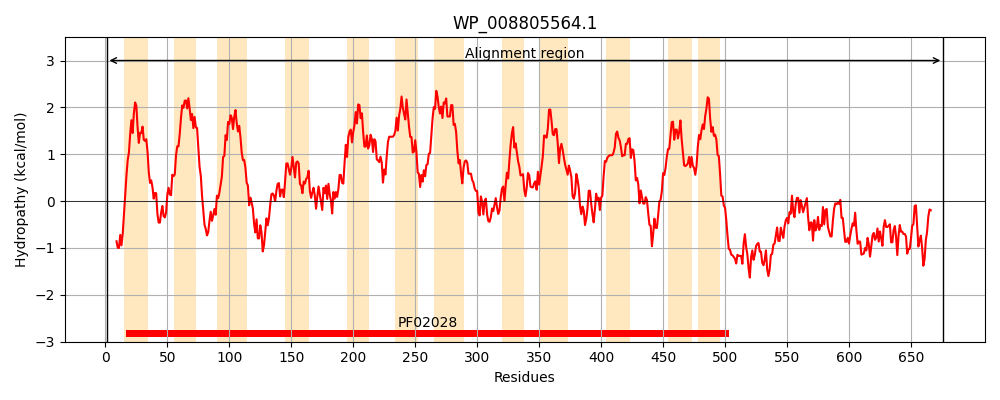 WP_008805564.1
Alignment region
Hydropathy (kcal/mol)
3
2
1
0
−1
−2
−3
PF02028
0 50 100 150 200 250 300 350 400 450 500 550 600 650
Residues